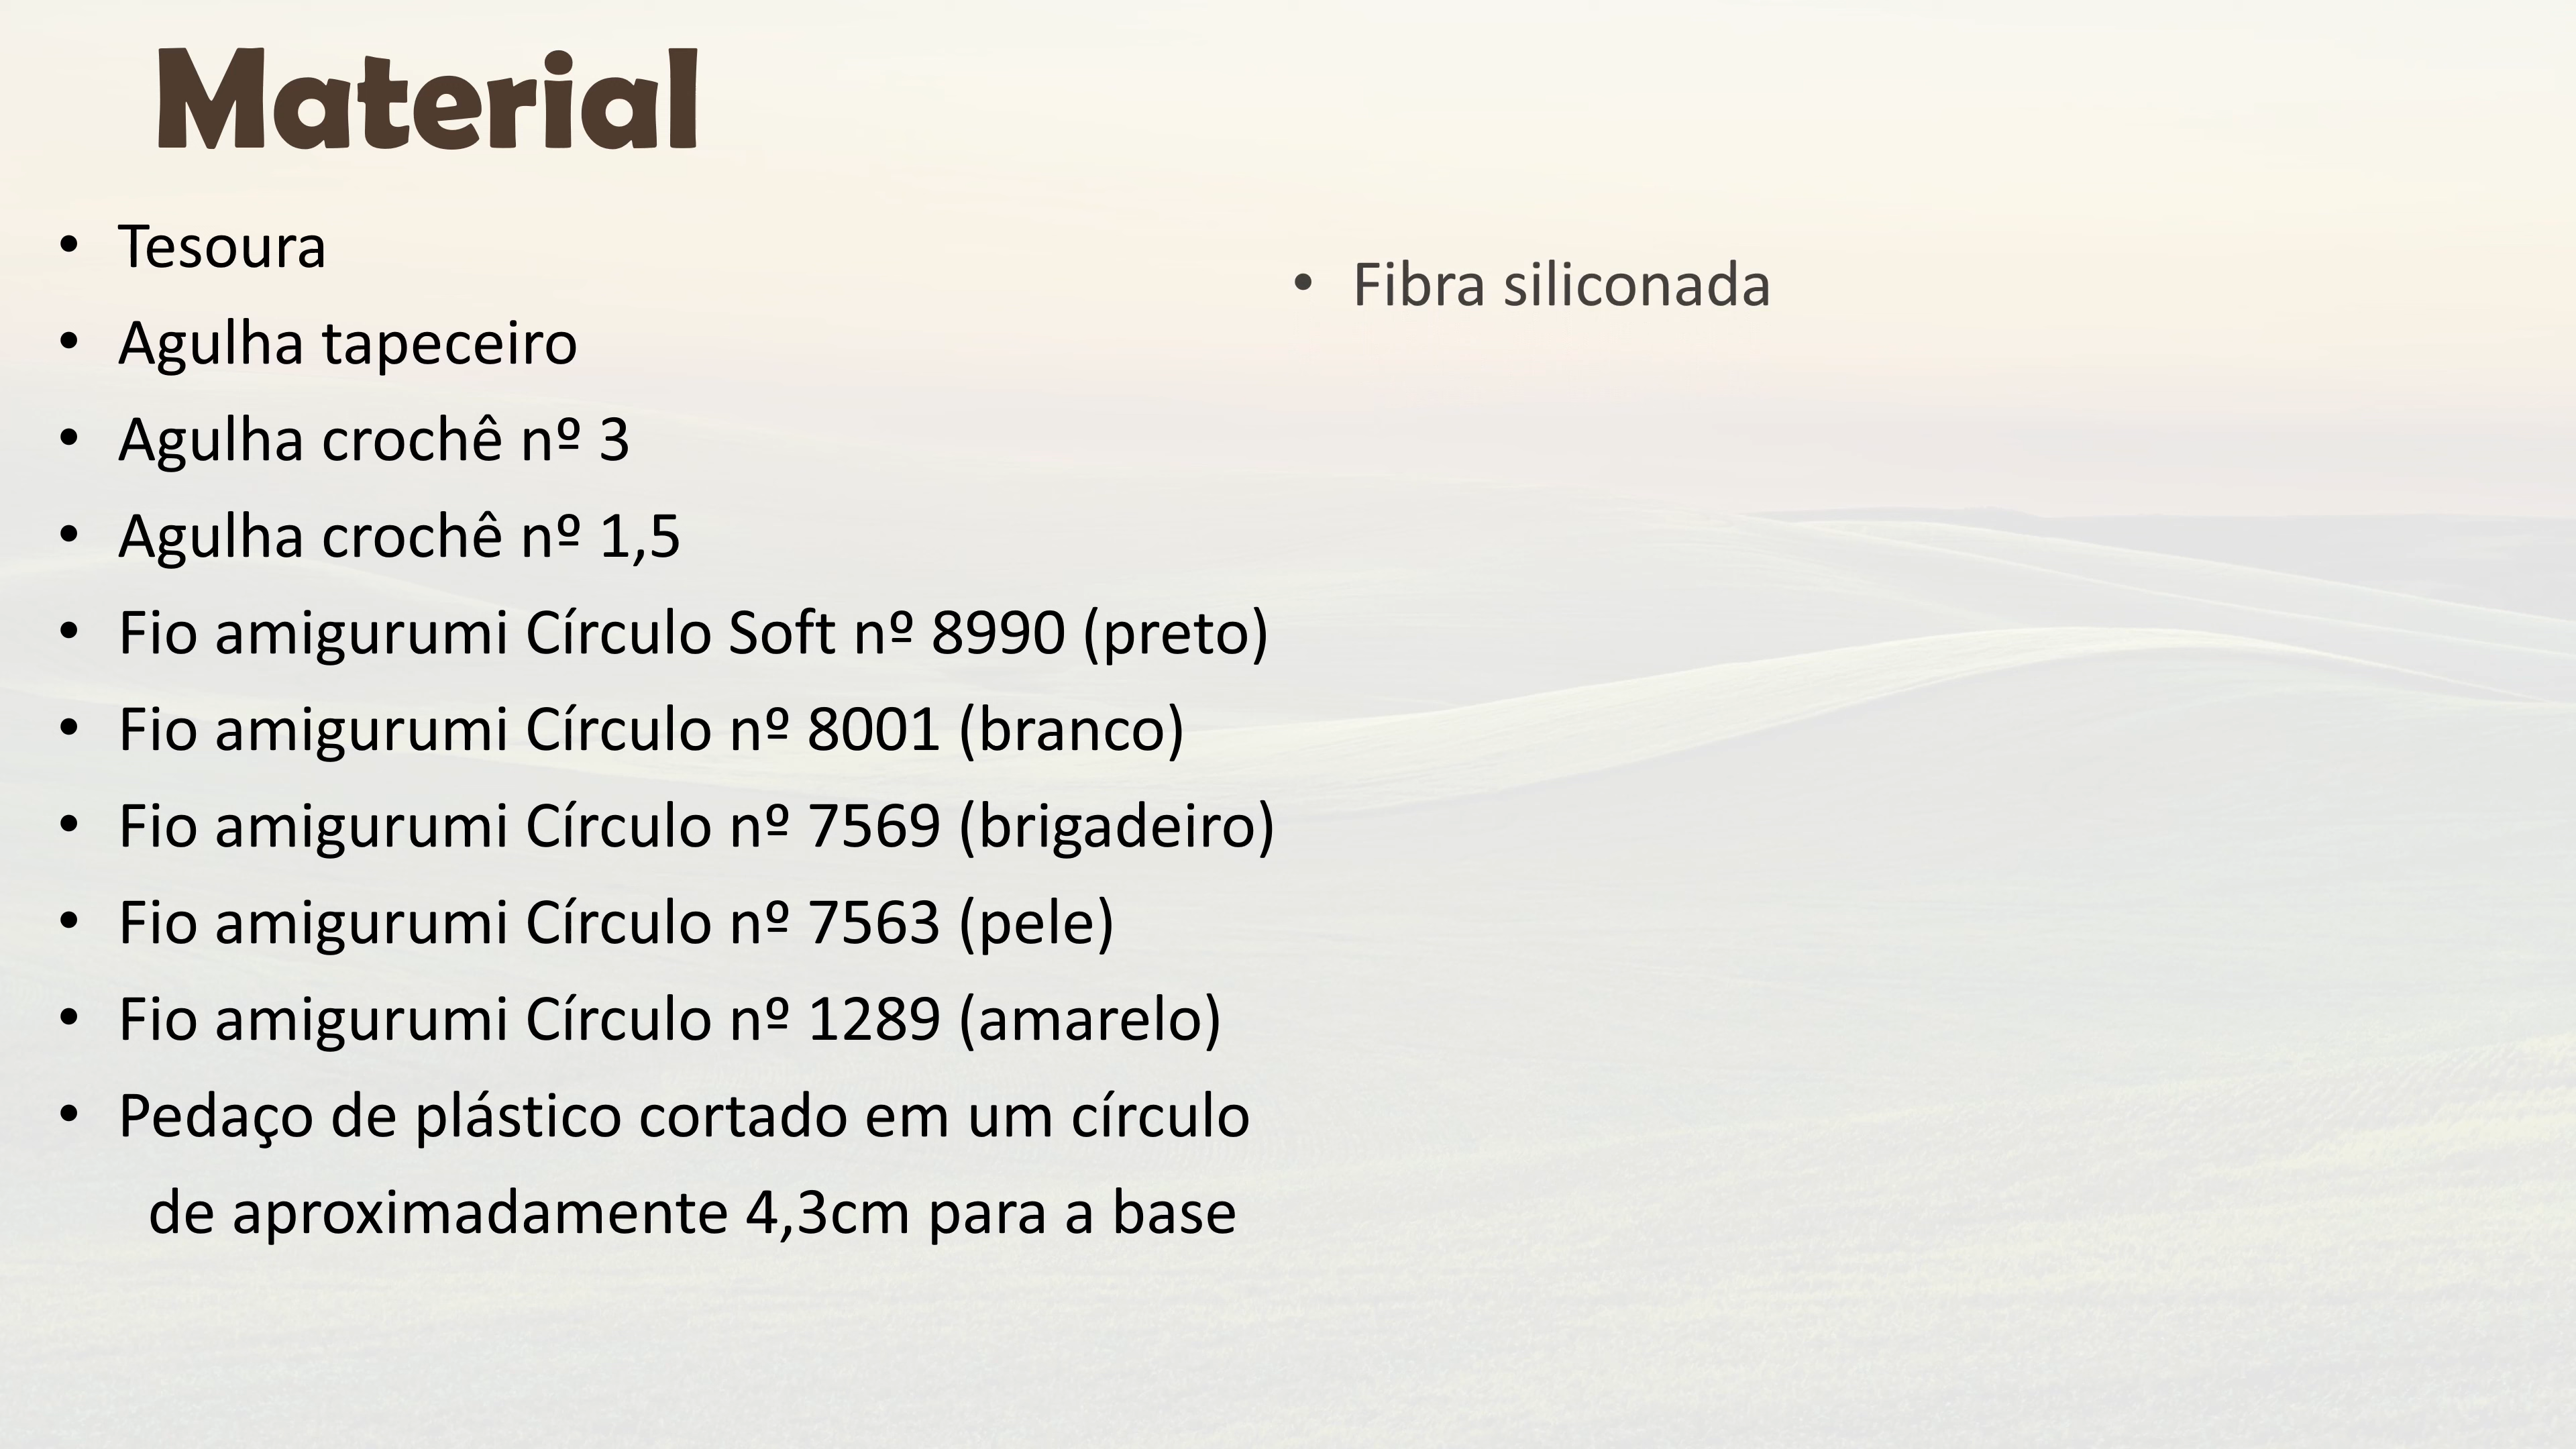 Material
• Tesoura
• Agulha tapeceiro
• Agulha crochê nº 3
• Agulha crochê nº 1,5
• Fio amigurumi Círculo Soft nº 8990 (preto)
• Fio amigurumi Círculo nº 8001 (branco)
• Fio amigurumi Círculo nº 7569 (brigadeiro)
• Fio amigurumi Círculo nº 7563 (pele)
• Fio amigurumi Círculo nº 1289 (amarelo)
• Pedaço de plástico cortado em um círculo
de aproximadamente 4,3cm para a base
• Fibra siliconada